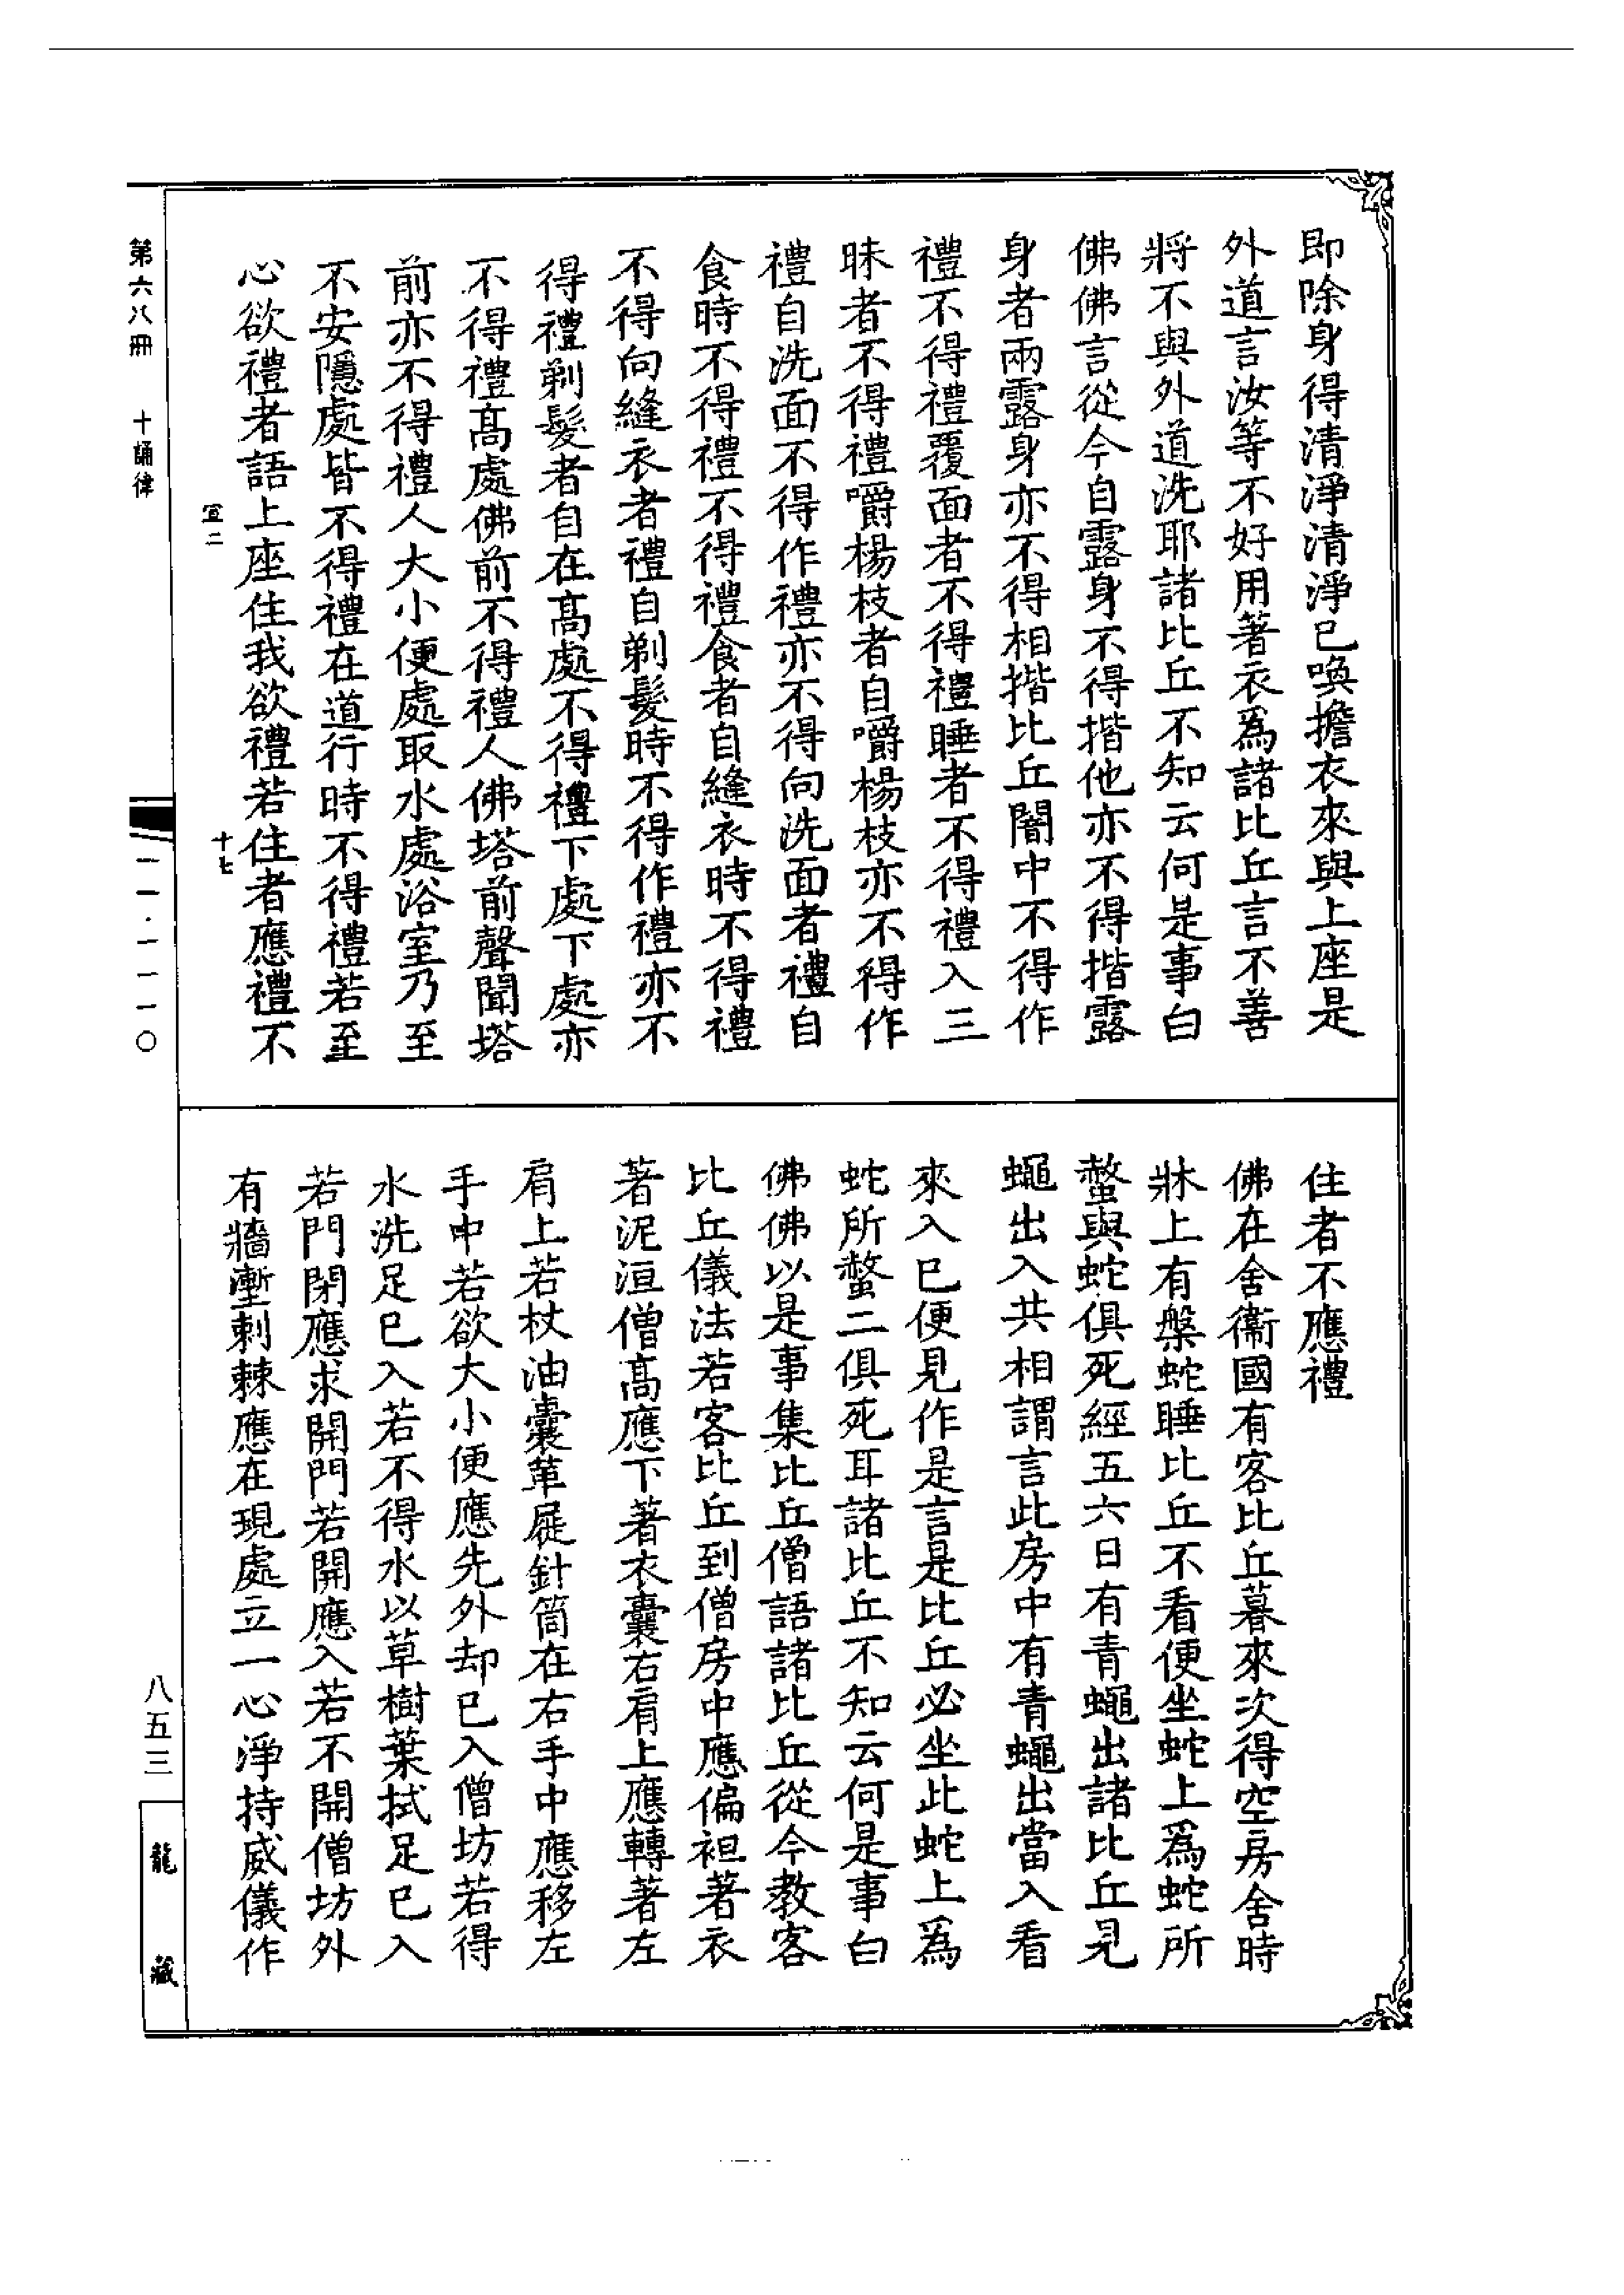 即除身得清淨清淨已喚擔衣來與上座是
外道言汝等不好用著衣爲諸比丘言不善
將不與外道洗耶諸比丘不知云何是事白
佛佛言從今自露身不得揩他亦不得揩露
身者兩露身亦不得相揩比丘闇中不得作
禮不得禮覆面者不得禮睡者不得禮入三
昧者不得禮嚼楊枝者自嚼楊枝亦不得作
禮自洗面不得作禮亦不得向洗面者禮自
食時不得禮不得禮食者自縫衣時不得禮
不得向縫衣者禮自剃髮時不得作禮亦不
得禮剃髮者自在高處不得禮下處下處亦
不得禮高處佛前不得禮人佛塔前聲聞塔
前亦不得禮人大小便處取水處浴室乃至
不安隱處皆不得禮在道行時不得禮若至
心欲禮者語上座住我欲禮若住者應禮不
住者不應禮
佛在舍衞國有客比丘暮來次得空房舍時
牀上有槃蛇睡比丘不看便坐蛇上爲蛇所
螫與蛇俱死經五六日有青蠅出諸比丘見
蠅出入共相謂言此房中有青蠅出當入看
來入已便見作是言是比丘必坐此蛇上爲
蛇所螫二俱死耳諸比丘不知云何是事白
佛佛以是事集比丘僧語諸比丘從今教客
比丘儀法若客比丘到僧房中應偏袒著衣
著泥洹僧高應下著衣囊右肩上應轉著左
肩上若杖油囊革屣針筒在右手中應移左
手中若欲大小便應先外却已入僧坊若得
水洗足已入若不得水以草樹葉拭足已入
若門閉應求開門若開應入若不開僧坊外
有牆壍刺棘應在現處立一心淨持威儀作
第六八冊 十誦律
宜二
十七
一一·一一一〇
八五三
龍藏